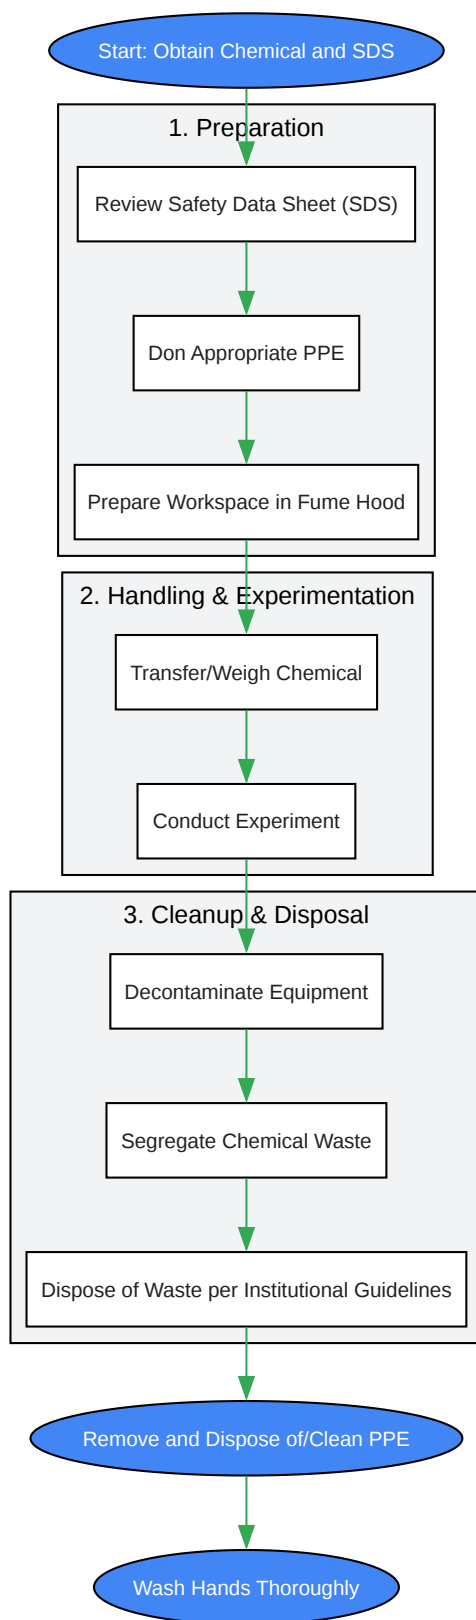 Start: Obtain Chemical and SDS
1. Preparation
Review Safety Data Sheet (SDS)
Don Appropriate PPE
Prepare Workspace in Fume Hood
2. Handling & Experimentation
Transfer/Weigh Chemical
Conduct Experiment
3. Cleanup & Disposal
Decontaminate Equipment
Segregate Chemical Waste
Dispose of Waste per Institutional Guidelines
Remove and Dispose of/Clean PPE
Wash Hands Thoroughly